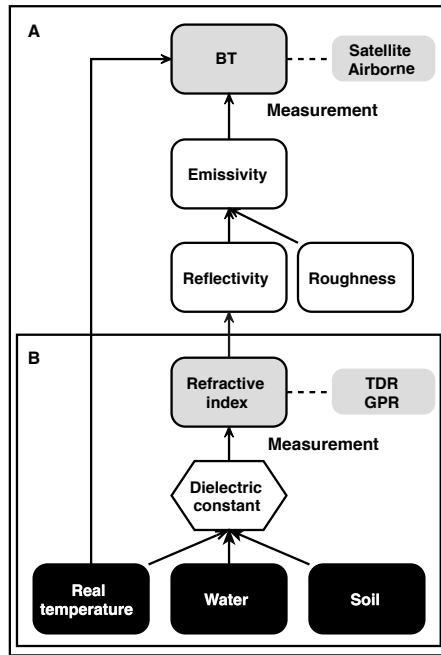 A
BT
Satellite
Airborne
Measurement
Emissivity
Reflectivity
Roughness
B
Refractive
index
TDR
GPR
Measurement
Dielectric
constant
Real
temperature
Water
Soil